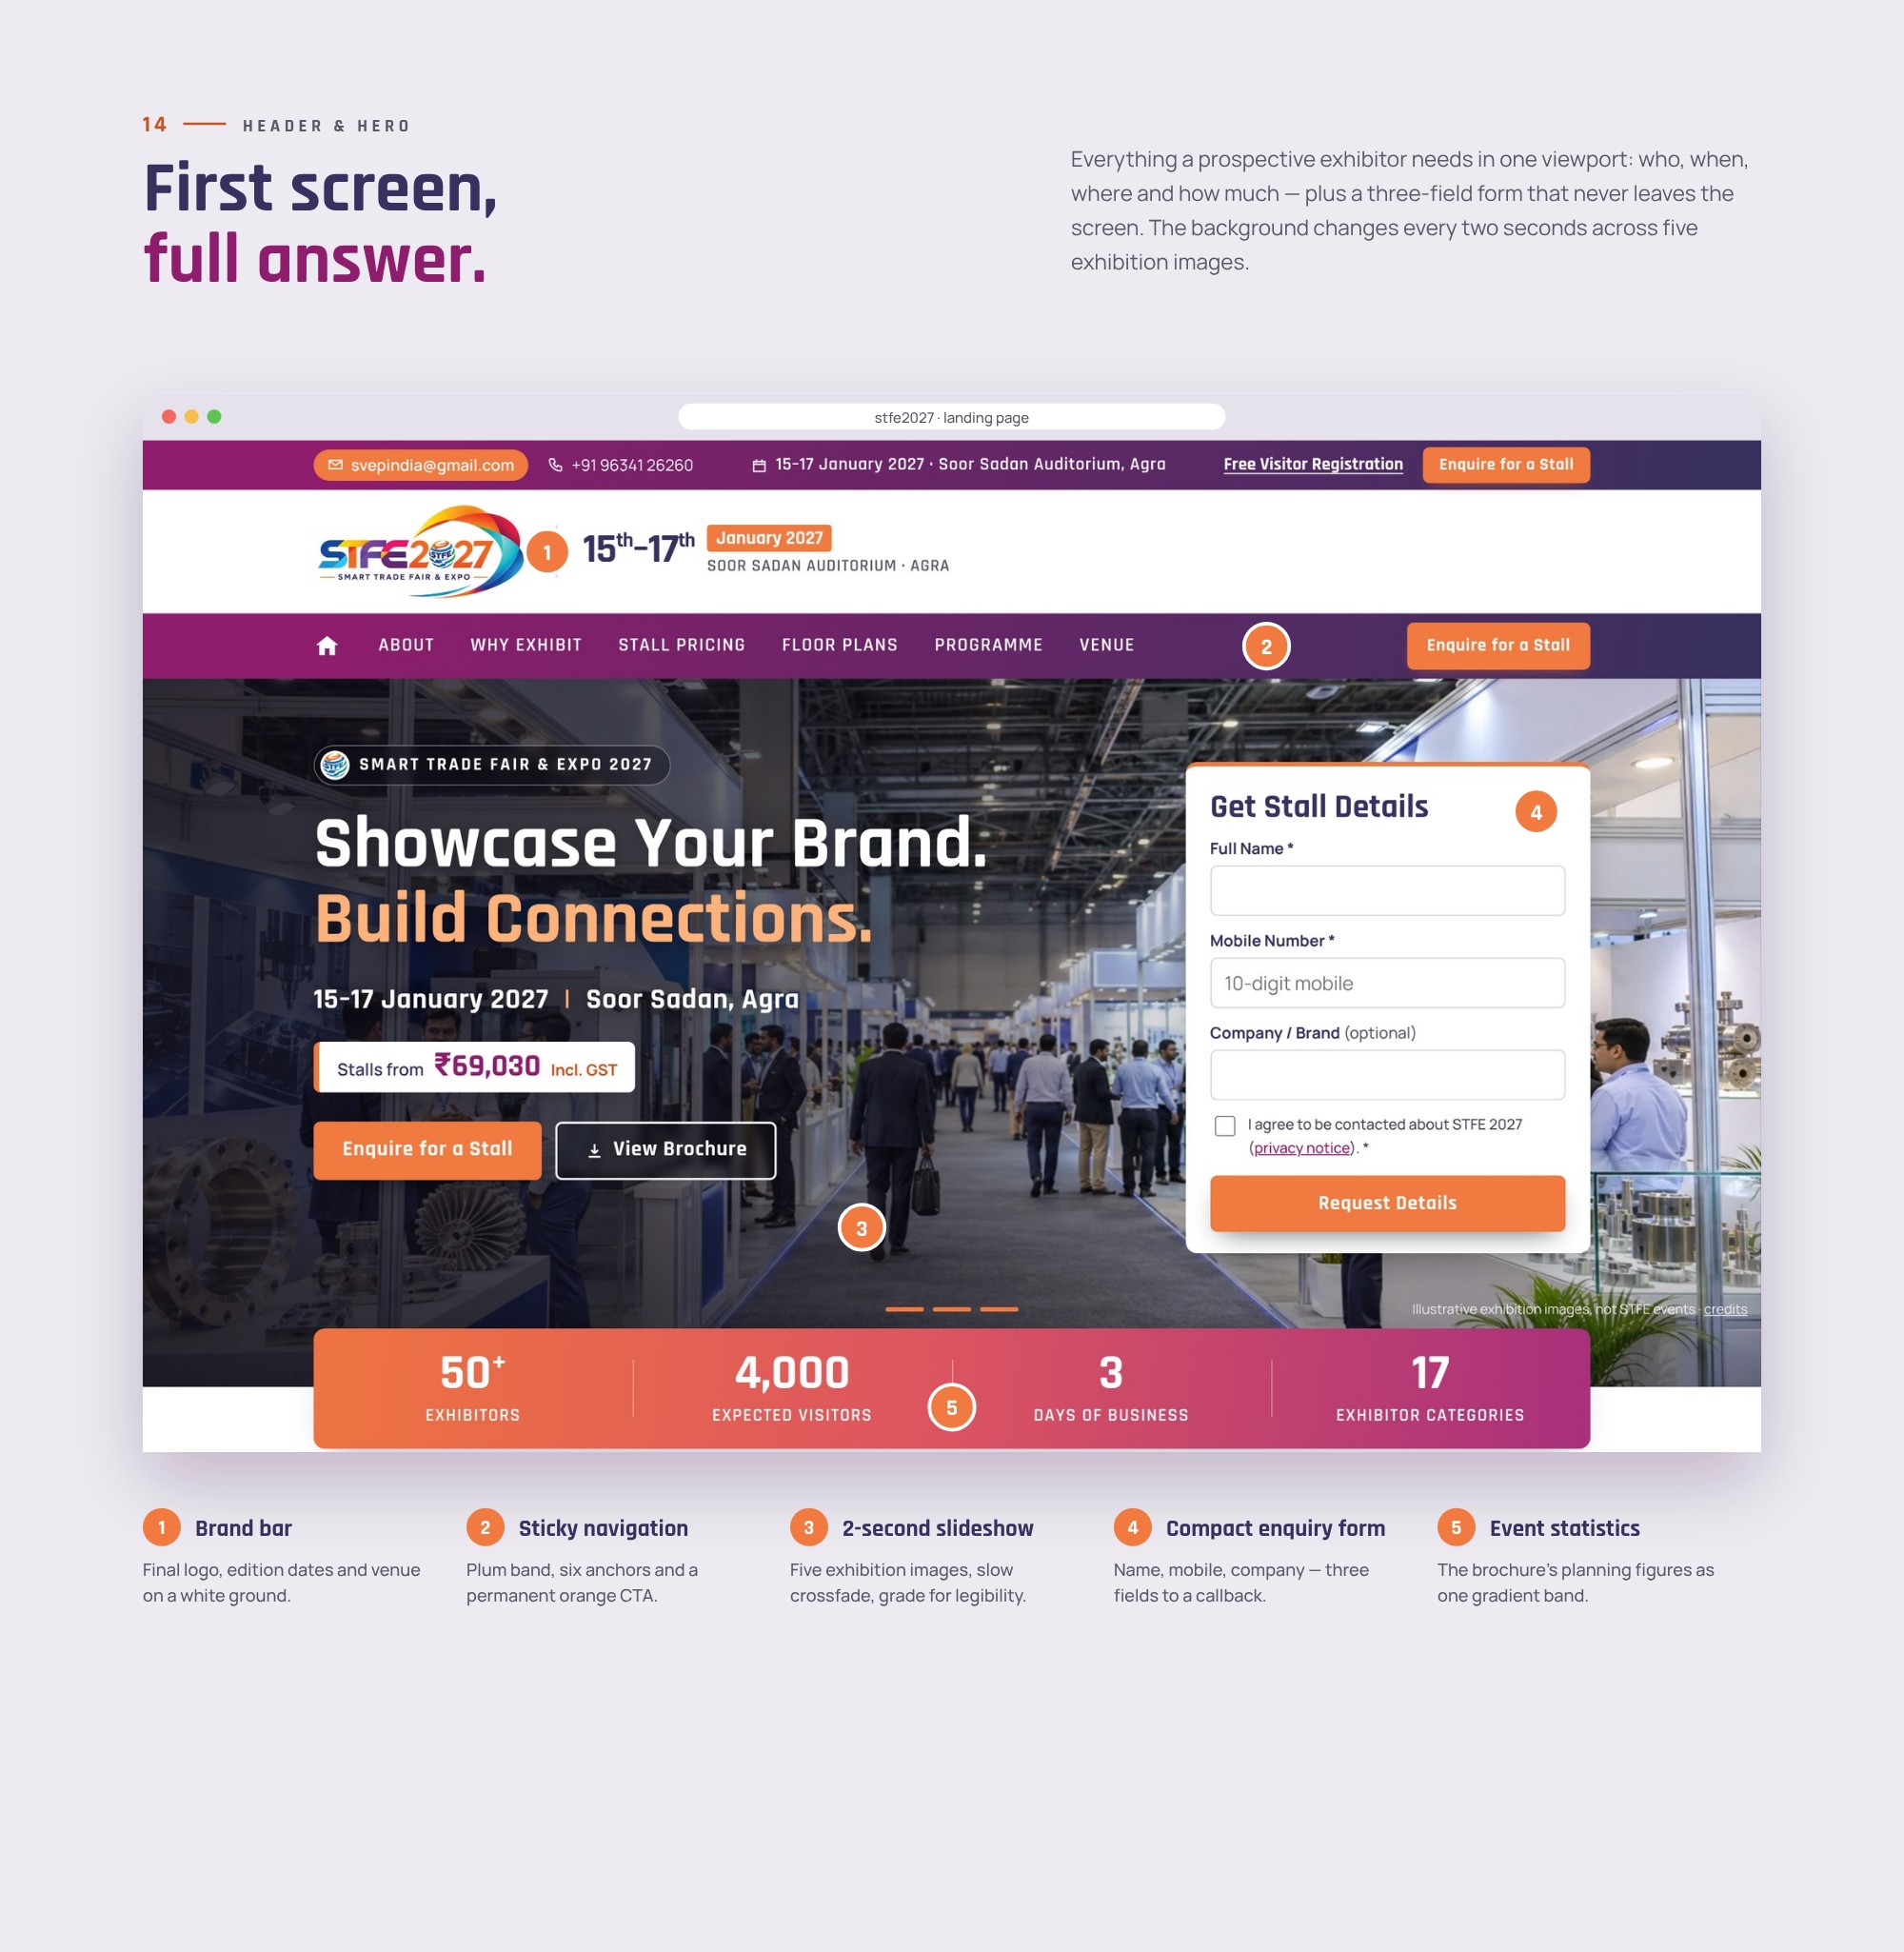 14 — HEADER & HERO
First screen,
full answer.
Everything a prospective exhibitor needs in one viewport: who, when,
where and how much — plus a three-field form that never leaves the
screen. The background changes every two seconds across five
exhibition images.
stfe2027 · landing page
svepindia@gmail.com
+91 96341 26260
15–17 January 2027 · Soor Sadan Auditorium, Agra
Free Visitor Registration
Enquire for a Stall
STFE2027
STFE
SMART TRADE FAIR & EXPO
1
15th–17th
January 2027
SOOR SADAN AUDITORIUM · AGRA
ABOUT
WHY EXHIBIT
STALL PRICING
FLOOR PLANS
PROGRAMME
VENUE
2
Enquire for a Stall
STFE
SMART TRADE FAIR & EXPO 2027
Showcase Your Brand.
Build Connections.
15–17 January 2027 | Soor Sadan, Agra
Stalls from ₹69,030 Incl. GST
Enquire for a Stall
View Brochure
3
Get Stall Details
4
Full Name *
Mobile Number *
10-digit mobile
Company / Brand (optional)
I agree to be contacted about STFE 2027
(privacy notice). *
Request Details
Illustrative exhibition images, not STFE events · credits
50+
EXHIBITORS
4,000
EXPECTED VISITORS
5
3
DAYS OF BUSINESS
17
EXHIBITOR CATEGORIES
1 Brand bar
Final logo, edition dates and venue
on a white ground.
2 Sticky navigation
Plum band, six anchors and a
permanent orange CTA.
3 2-second slideshow
Five exhibition images, slow
crossfade, grade for legibility.
4 Compact enquiry form
Name, mobile, company — three
fields to a callback.
5 Event statistics
The brochure's planning figures as
one gradient band.